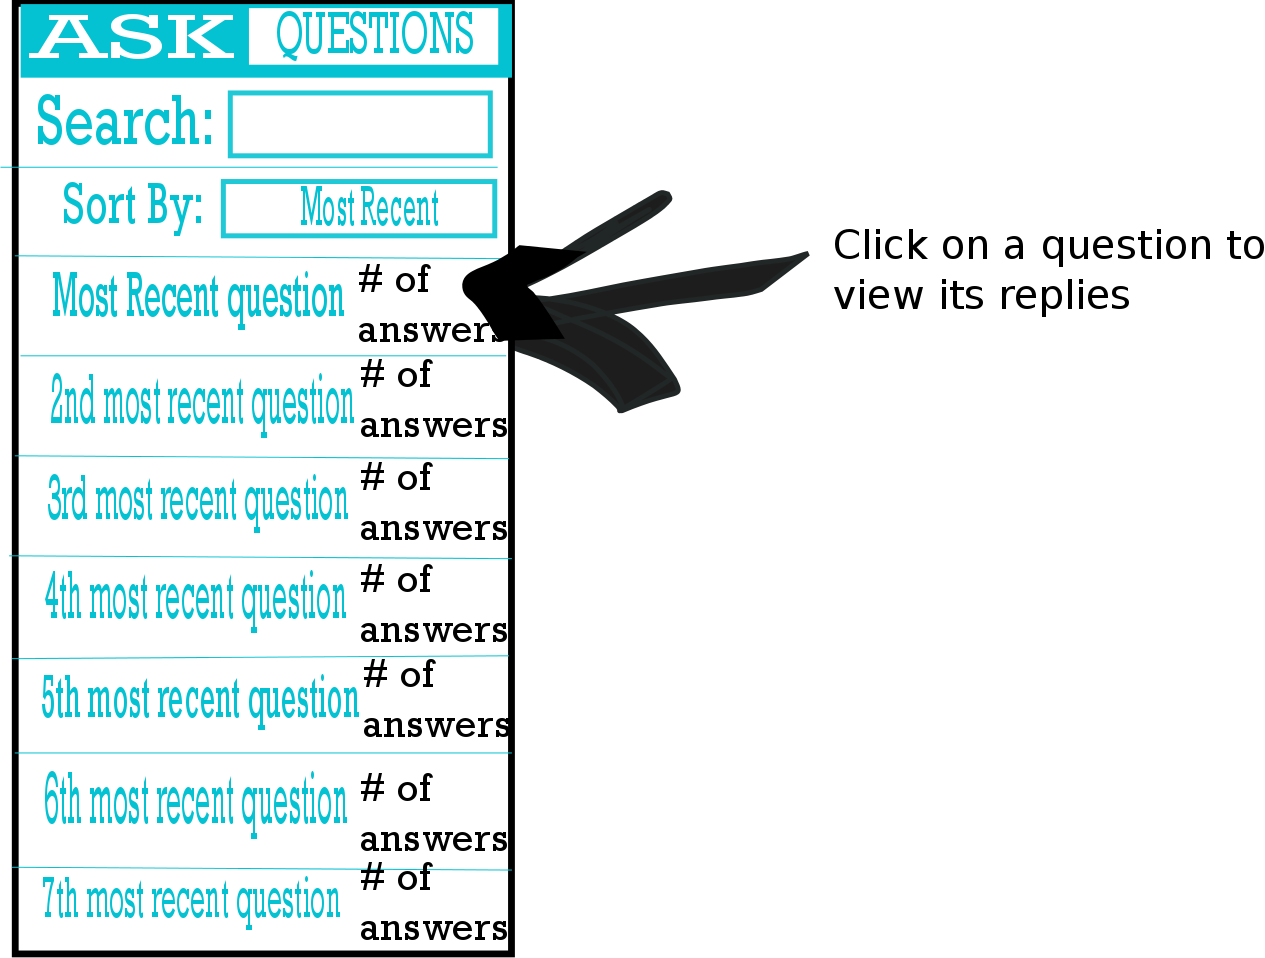 ASK QUESTIONS
Search:
Sort By: Most Recent
Most Recent question # of
answers
Click on a question to
view its replies
2nd most recent question # of
answers
3rd most recent question # of
answers
4th most recent question # of
answers
5th most recent question # of
answers
6th most recent question # of
answers
7th most recent question # of
answers